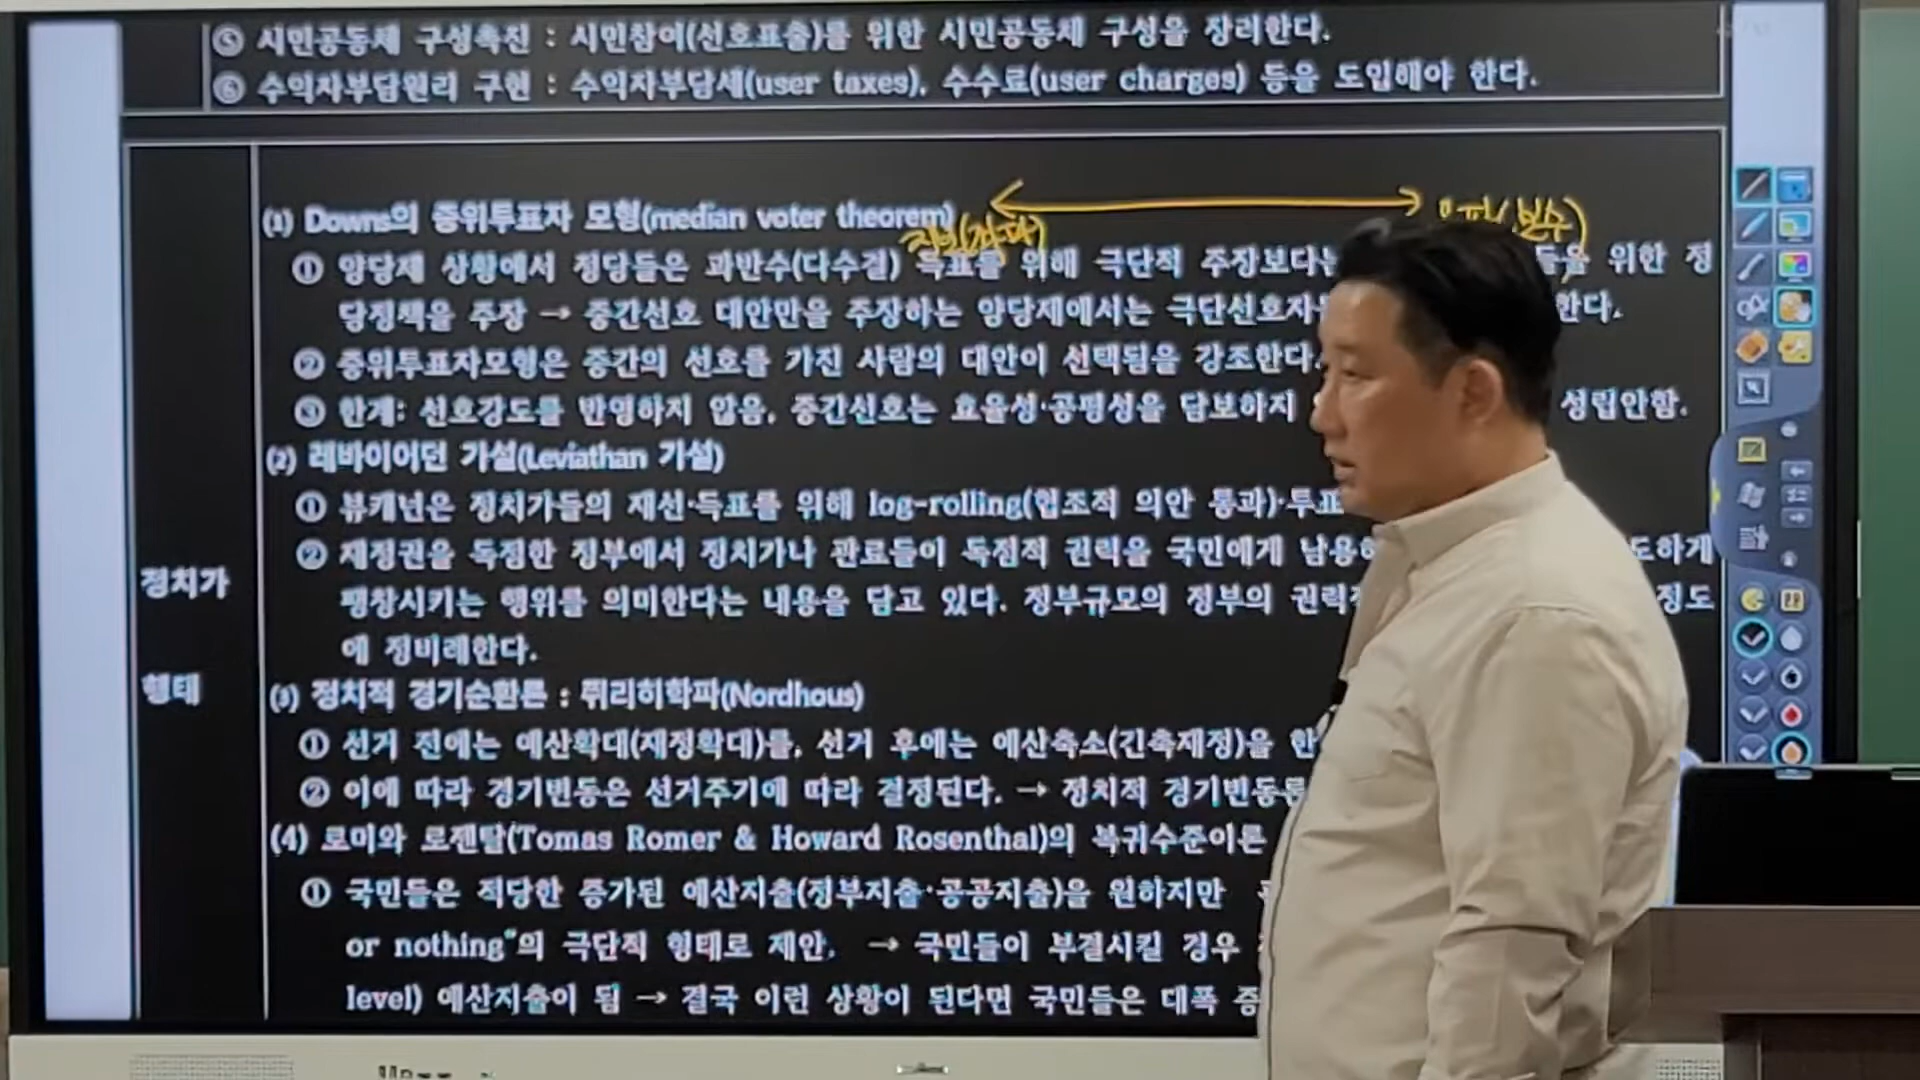 ⑤ 시민공동체 구성촉진 : 시민참여(선호표출)를 위한 시민공동체 구성을 장려한다.
⑥ 수익자부담원리 구현 : 수익자부담세(user taxes), 수수료(user charges) 등을 도입해야 한다.
(1) Downs의 중위투표자 모형(median voter theorem)
(보수)
① 양당제 상황에서 정당들은 과반수(다수결) 득표를 위해 극단적 주장보다는 위한 정
당정책을 주장 → 중간선호 대안만을 주장하는 양당제에서는 한다.
② 중위투표자모형은 중간의 선호를 가진 사람의 대안이 선택됨을 강조한다.
③ 한계: 선호강도를 반영하지 않음, 중간선호는 효율성·공평성을 담보하지 성립안함.
(2) 레바이어던 가설(Leviathan 가설)
① 뷰캐넌은 정치가들의 재선·득표를 위해 log-rolling(협조적 의안 통과)·투표
② 재정권을 독점한 정부에서 정치가나 관료들이 독점적 권력을 국민에게 도하게
팽창시키는 행위를 의미한다는 내용을 담고 있다. 정부규모의 정부의 정도
에 정비례한다.
정치가
행태
(3) 정치적 경기순환론 : 쮜리히학파(Nordhous)
① 선거 전에는 예산확대(재정확대)를, 선거 후에는 예산축소(긴축재정)을
② 이에 따라 경기변동은 선거주기에 따라 결정된다. → 정치적 경기변동론
(4) 로머와 로젠탈(Tomas Romer & Howard Rosenthal)의 복귀수준이론
① 국민들은 적당한 증가된 예산지출(정부지출·공공지출)을 원하지만
or nothing"의 극단적 형태로 제안. → 국민들이 부결시킬 경우
level) 예산지출이 됨 → 결국 이런 상황이 된다면 국민들은 대폭